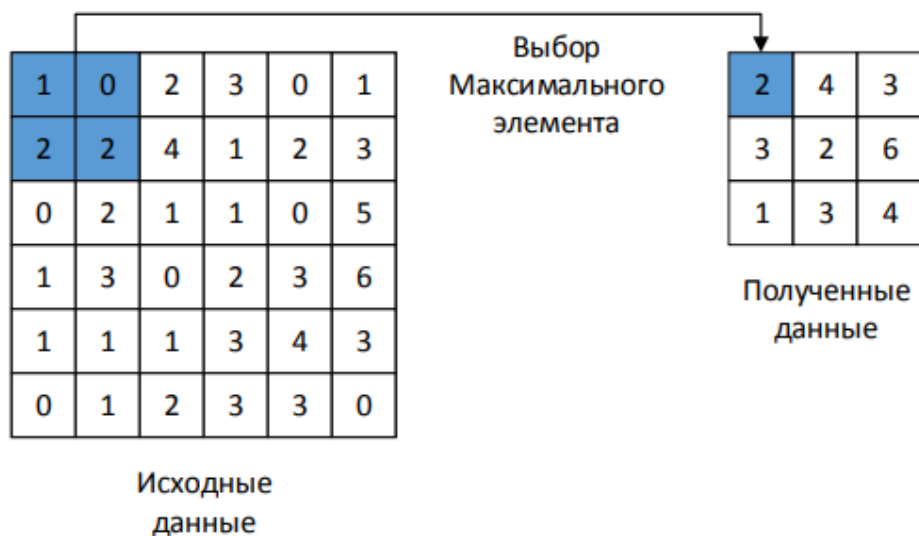 Выбор
Максимального
элемента
1 0 2 3 0 1
2 2 4 1 2 3
0 2 1 1 0 5
1 3 0 2 3 6
1 1 1 3 4 3
0 1 2 3 3 0
Исходные
данные
2 4 3
3 2 6
1 3 4
Полученные
данные